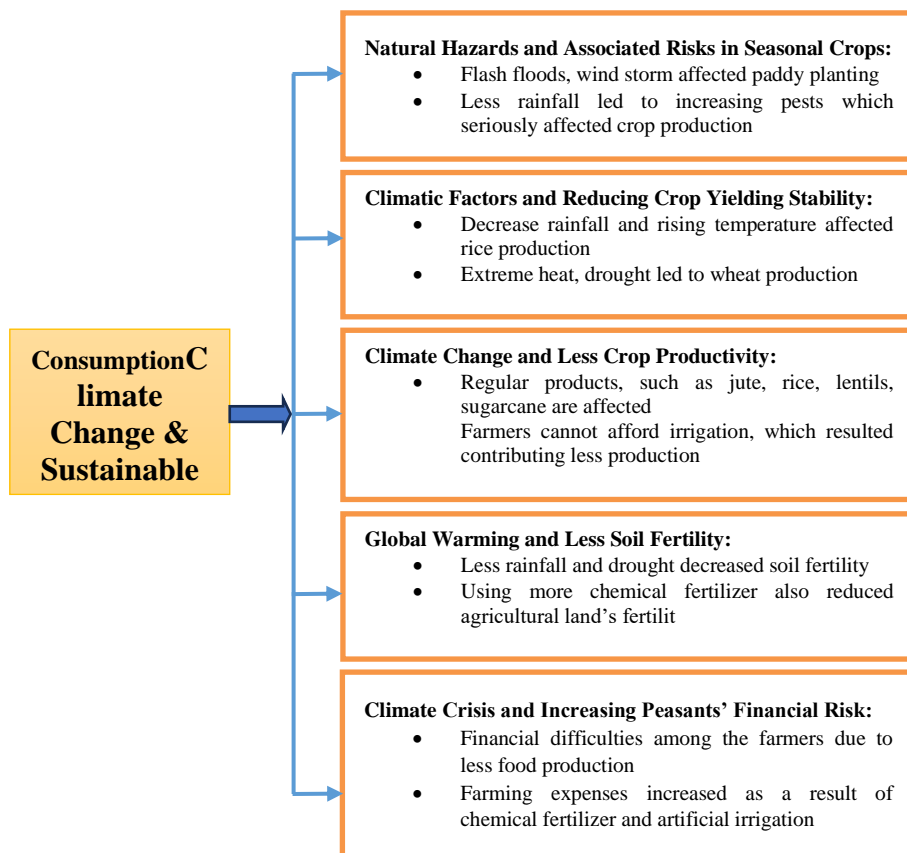 Natural Hazards and Associated Risks in Seasonal Crops:
• Flash floods, wind storm affected paddy planting
• Less rainfall led to increasing pests which
seriously affected crop production
Climatic Factors and Reducing Crop Yielding Stability:
• Decrease rainfall and rising temperature affected
rice production
• Extreme heat, drought led to wheat production
ConsumptionC
limate
Change &
Sustainable
Climate Change and Less Crop Productivity:
• Regular products, such as jute, rice, lentils,
sugarcane are affected
Farmers cannot afford irrigation, which resulted
contributing less production
Global Warming and Less Soil Fertility:
• Less rainfall and drought decreased soil fertility
• Using more chemical fertilizer also reduced
agricultural land’s fertilit
Climate Crisis and Increasing Peasants’ Financial Risk:
• Financial difficulties among the farmers due to
less food production
• Farming expenses increased as a result of
chemical fertilizer and artificial irrigation